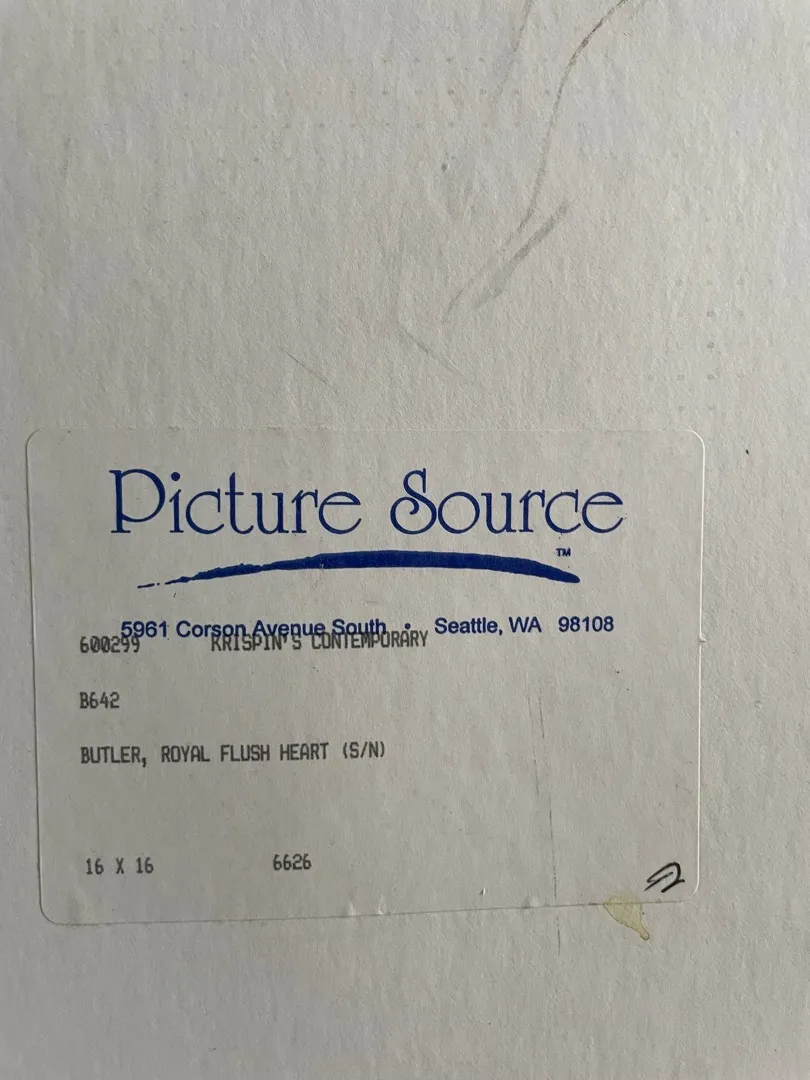 Picture Source
TM
5961 Corson Avenue South • Seattle, WA 98108
600299 KRISPIN'S CONTEMPORARY
B642
BUTLER, ROYAL FLUSH HEART (S/N)
16 X 16 6626